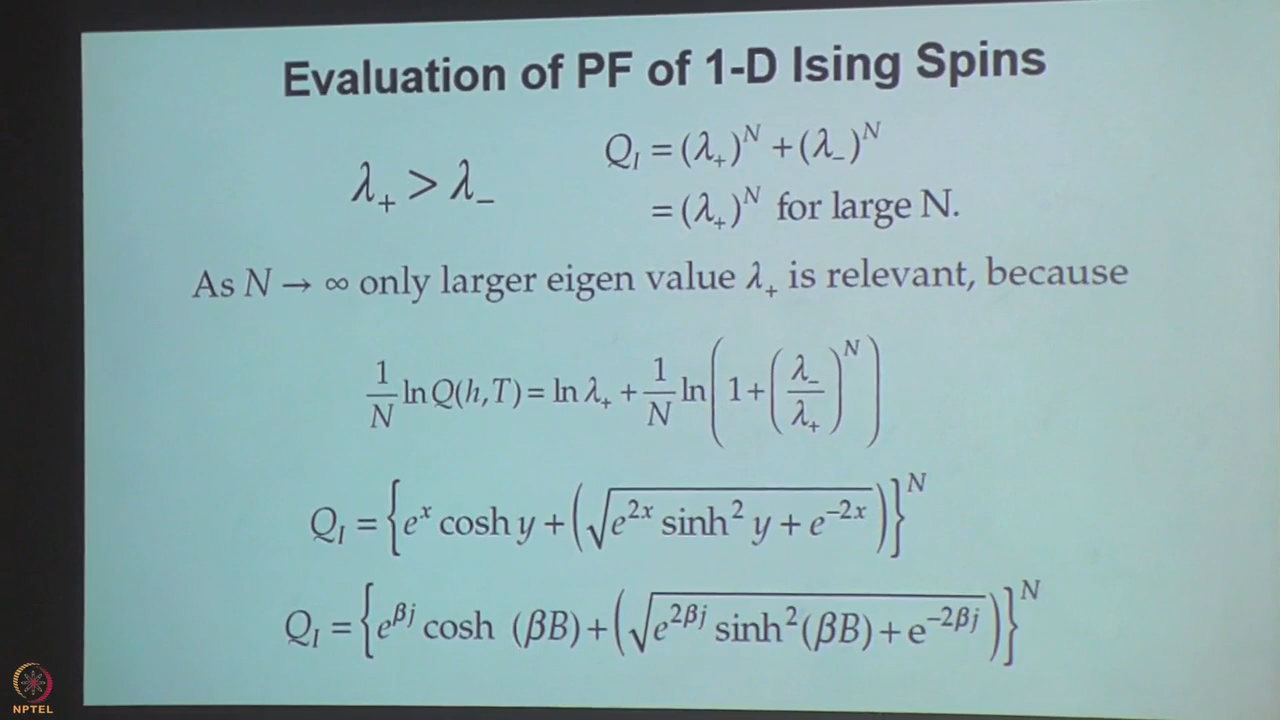 Evaluation of PF of 1-D Ising Spins
λ₊ > λ₋
Q_I = (λ₊)^N + (λ₋)^N
= (λ₊)^N for large N.
As N → ∞ only larger eigen value λ₊ is relevant, because
1/N ln Q(h,T) = ln λ₊ + 1/N ln(1+(λ₋/λ₊)^N)
Q_I = {e^x cosh y + (√(e^{2x} sinh² y + e^{-2x}))}^N
Q_I = {e^{βj} cosh (βB) + (√(e^{2βj} sinh²(βB) + e^{-2βj}))}^N
NPTEL